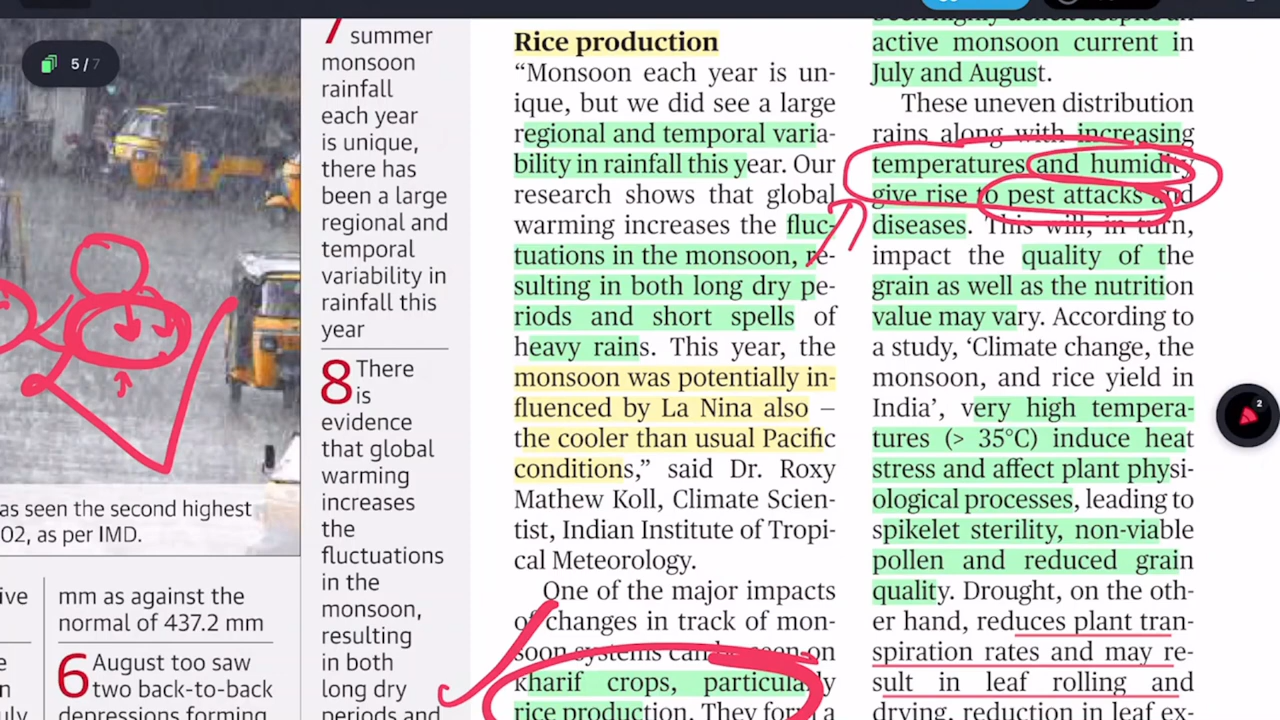 5 / 7
7 summer
monsoon
rainfall
each year
is unique,
there has
been a large
regional and
temporal
variability in
rainfall this
year
8 There
is
evidence
that global
warming
increases
the
fluctuations
in the
monsoon,
resulting
in both
long dry
periods and
as seen the second highest
02, as per IMD.
ive
mm as against the
normal of 437.2 mm
6 August too saw
two back-to-back
depressions forming
Rice production
“Monsoon each year is un-
ique, but we did see a large
regional and temporal varia-
bility in rainfall this year. Our
research shows that global
warming increases the fluc-
tuations in the monsoon, re-
sulting in both long dry pe-
riods and short spells of
heavy rains. This year, the
monsoon was potentially in-
fluenced by La Nina also –
the cooler than usual Pacific
conditions,” said Dr. Roxy
Mathew Koll, Climate Scien-
tist, Indian Institute of Tropi-
cal Meteorology.
One of the major impacts
of changes in track of mon-
soon systems can be seen on
kharif crops, particularly
rice production. They form a
been highly deficit despite an
active monsoon current in
July and August.
These uneven distribution
rains along with increasing
temperatures and humidity
give rise to pest attacks and
diseases. This will, in turn,
impact the quality of the
grain as well as the nutrition
value may vary. According to
a study, ‘Climate change, the
monsoon, and rice yield in
India’, very high tempera-
tures (> 35°C) induce heat
stress and affect plant physi-
ological processes, leading to
spikelet sterility, non-viable
pollen and reduced grain
quality. Drought, on the oth-
er hand, reduces plant tran-
spiration rates and may re-
sult in leaf rolling and
drying, reduction in leaf ex-
2